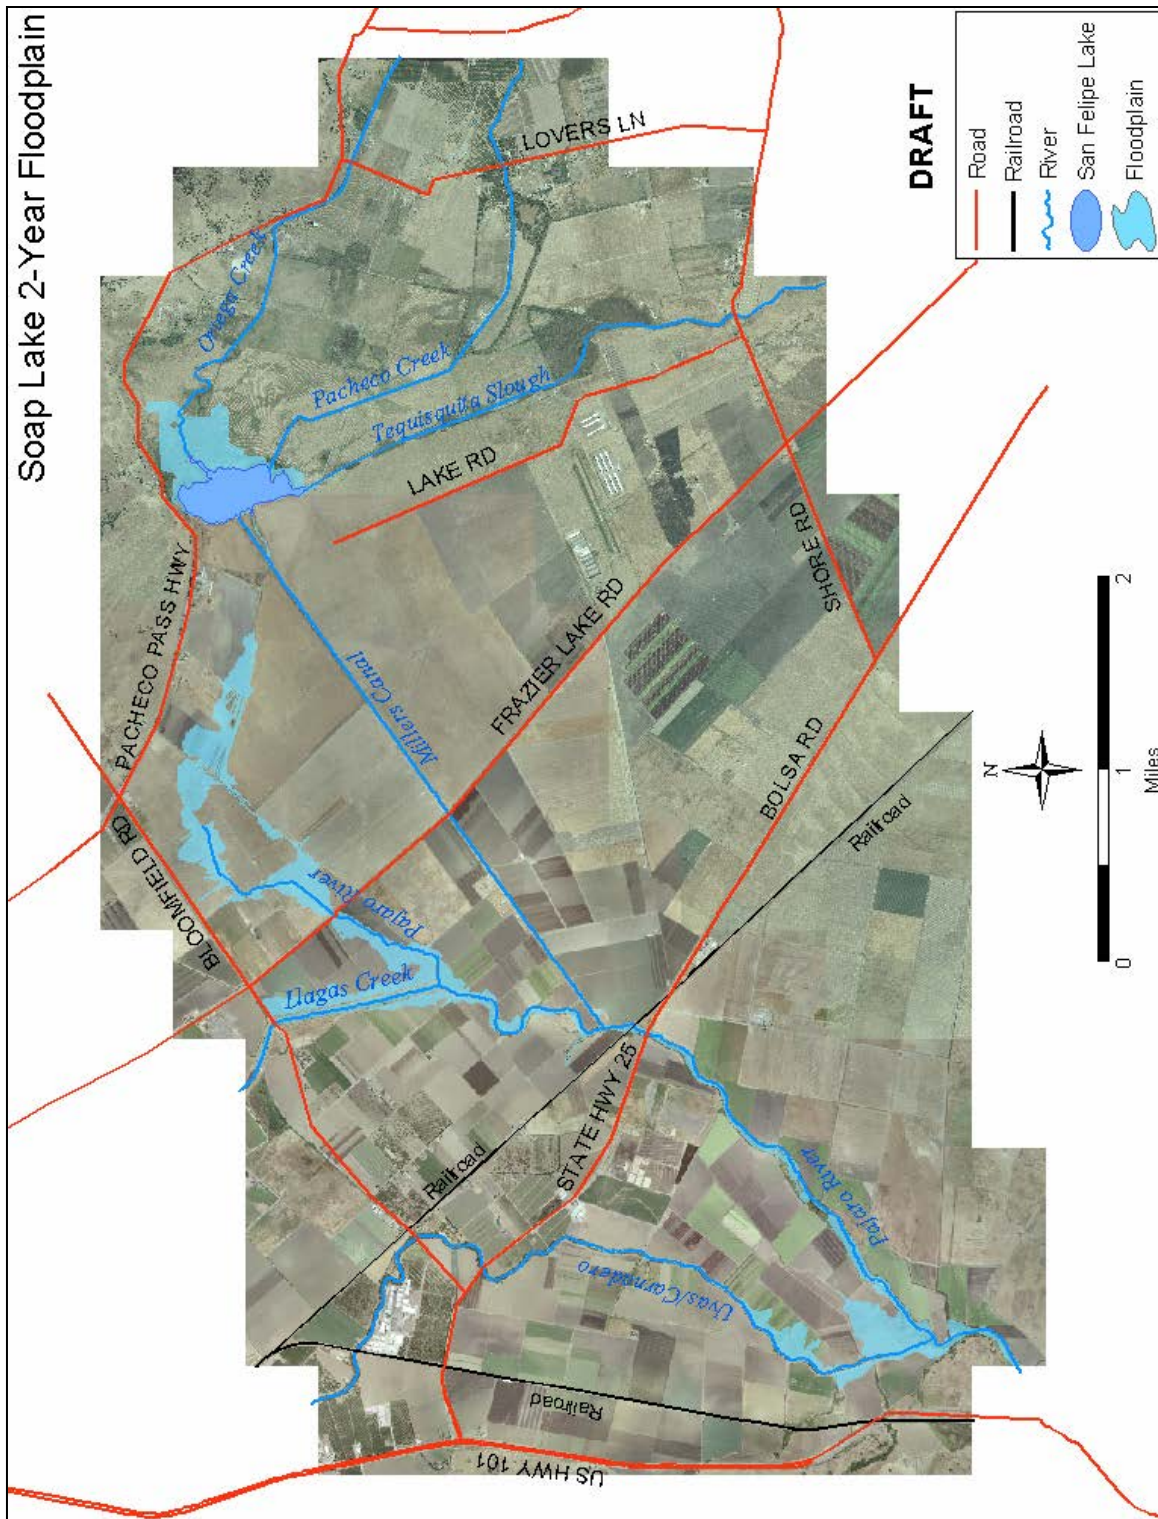 Soap Lake 2-Year Floodplain
PACHECO PASS HWY
BLOOMFIELD RD
Ortega Creek
Pacheco Creek
Tequisquita Slough
LOVERS LN
LAKE RD
Millers Canal
FRAZIER LAKE RD
Pajaro River
Llagas Creek
SHORE RD
BOLSA RD
Railroad
STATE HWY 25
Railroad
Uvas/Carnadero
Pajaro River
Railroad
US HWY 101
N
0
1
2
Miles
DRAFT
Road
Railroad
River
San Felipe Lake
Floodplain